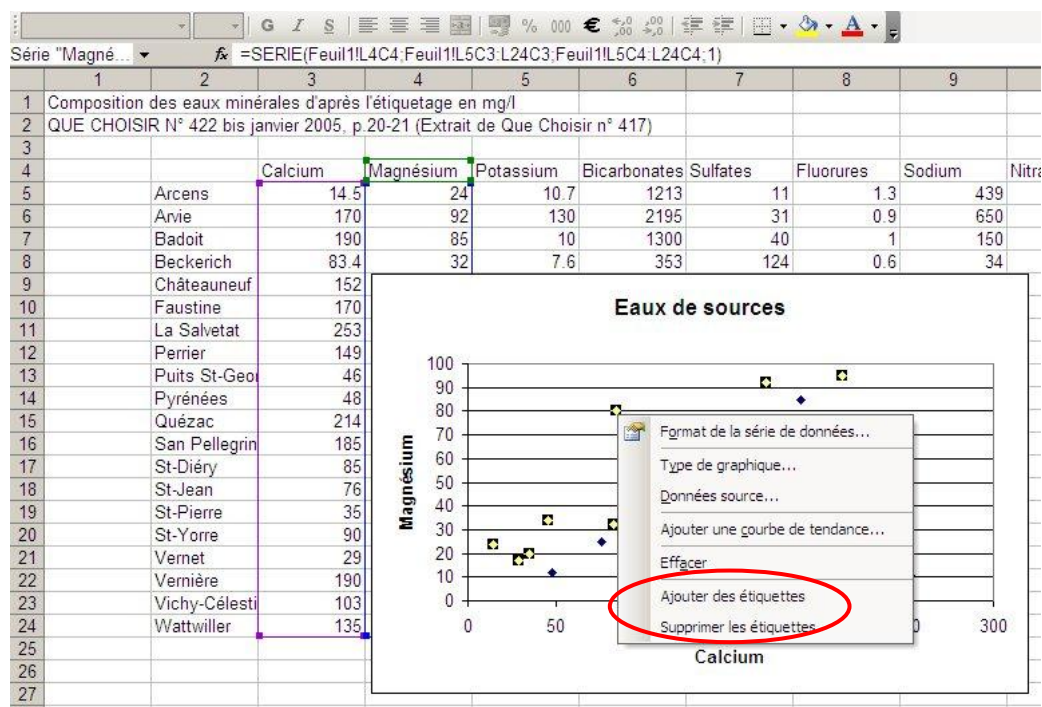 G I S % 000 € ,00 ,00 A
Série "Magné... fx =SERIE(Feuil1!L4C4;Feuil1!L5C3:L24C3;Feuil1!L5C4:L24C4;1)
1 2 3 4 5 6 7 8 9
1 Composition des eaux minérales d'après l'étiquetage en mg/l
2 QUE CHOISIR N° 422 bis janvier 2005, p.20-21 (Extrait de Que Choisir n° 417)
3
4 Calcium Magnésium Potassium Bicarbonates Sulfates Fluorures Sodium Nitra
5 Arcens 14.5 24 10.7 1213 11 1.3 439
6 Arvie 170 92 130 2195 31 0.9 650
7 Badoit 190 85 10 1300 40 1 150
8 Beckerich 83.4 32 7.6 353 124 0.6 34
9 Châteauneuf 152
10 Faustine 170
11 La Salvetat 253
12 Perrier 149
13 Puits St-Geor 46
14 Pyrénées 48
15 Quézac 214
16 San Pellegrin 185
17 St-Diéry 85
18 St-Jean 76
19 St-Pierre 35
20 St-Yorre 90
21 Vernet 29
22 Vernière 190
23 Vichy-Célesti 103
24 Wattwiller 135
25
26
27
Eaux de sources
100
90
80
70
60
50
40
30
20
10
0
Magnésium
0 50 0 300
Calcium
Format de la série de données...
Type de graphique...
Données source...
Ajouter une courbe de tendance...
Effacer
Ajouter des étiquettes
Supprimer les étiquettes